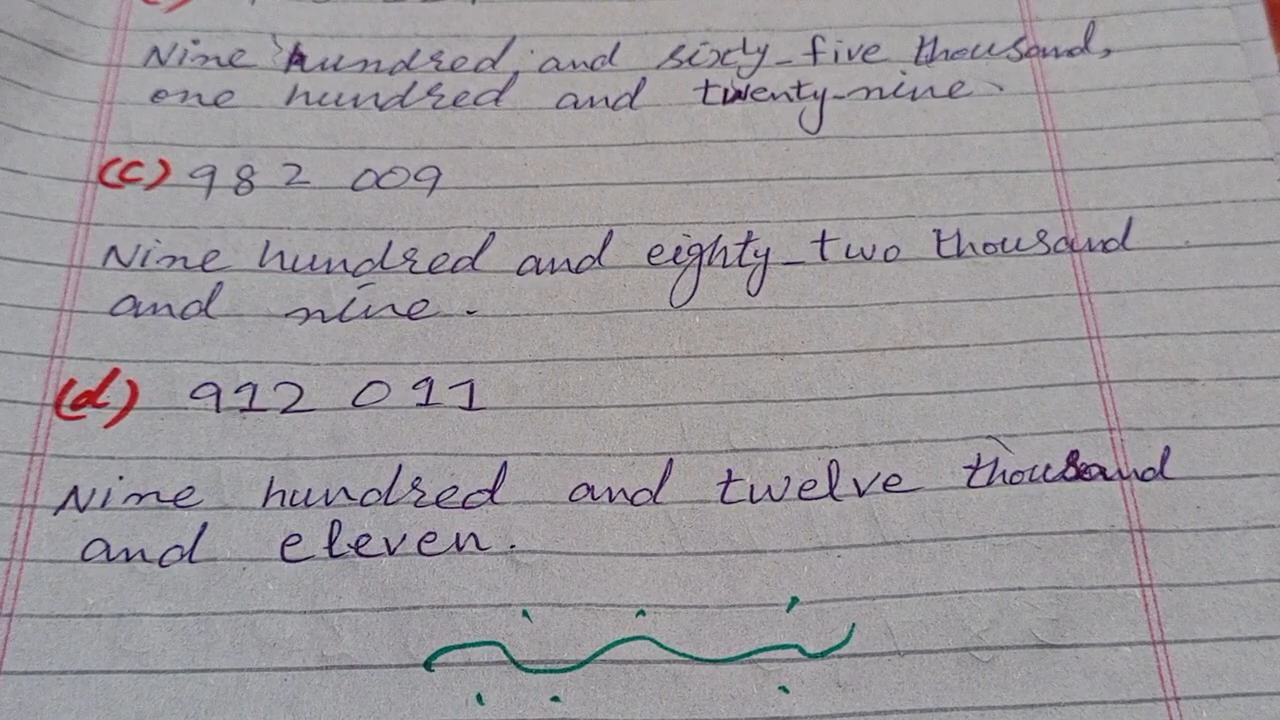 Nine hundred, and sixty-five thousand,
one hundred and twenty-nine.
(c) 982 009
Nine hundred and eighty-two thousand
and nine.
(d) 912 011
Nine hundred and twelve thousand
and eleven.